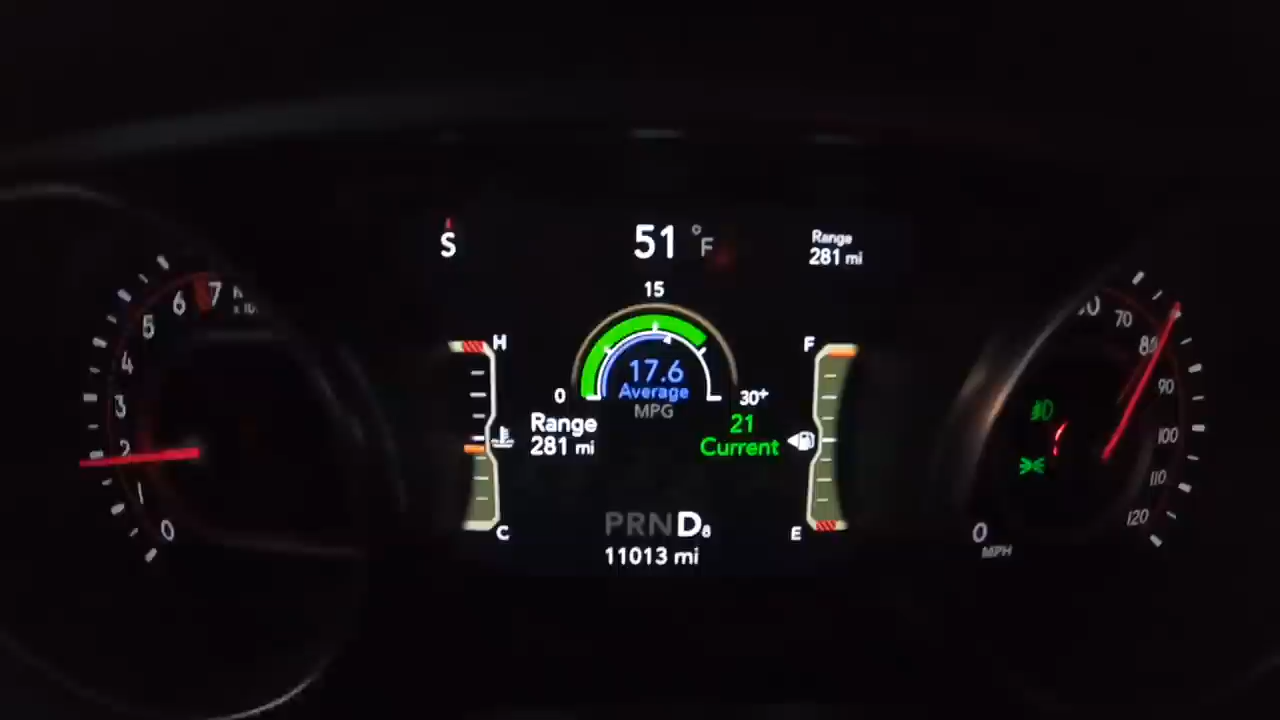 S
51 °F
Range
281 mi
15
0
30+
17.6
Average
MPG
Range
281 mi
21
Current
H
C
F
E
PRND8
11013 mi
7
6
5
4
3
2
1
0
70
80
90
100
110
120
0
MPH